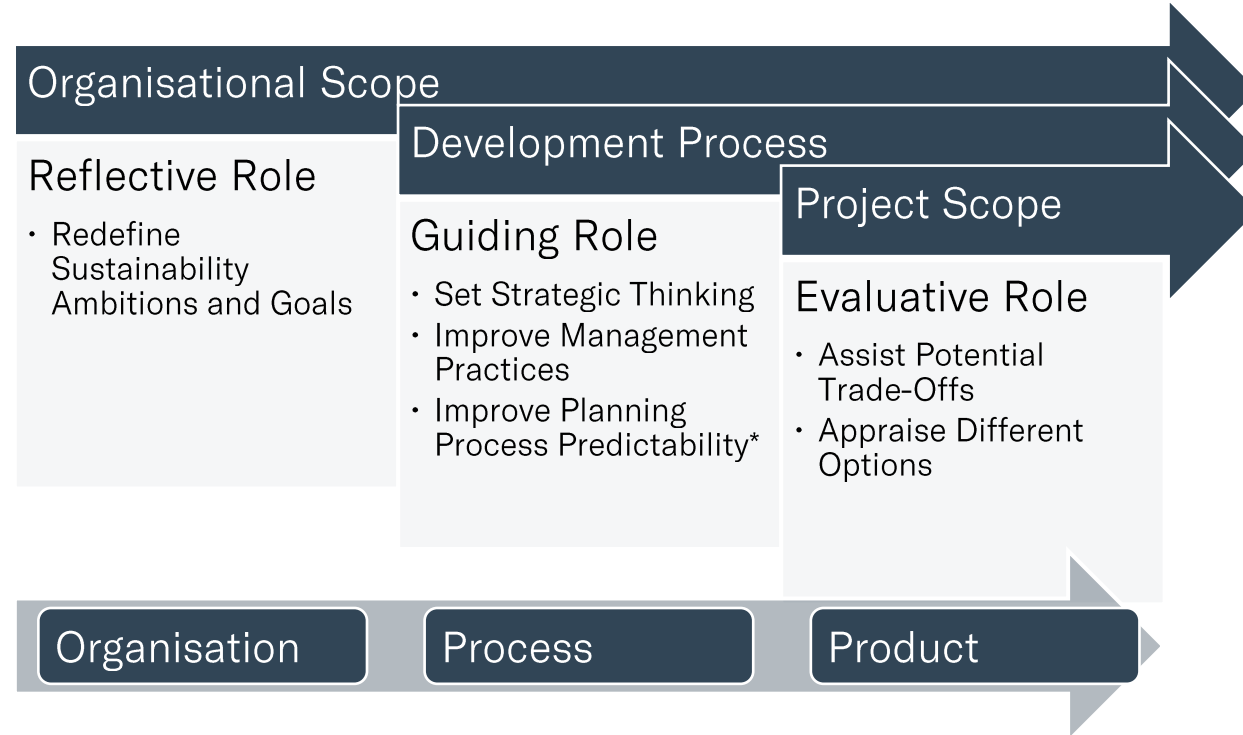 Organisational Scope
Reflective Role
• Redefine
Sustainability
Ambitions and Goals
Development Process
Guiding Role
• Set Strategic Thinking
• Improve Management
Practices
• Improve Planning
Process Predictability*
Project Scope
Evaluative Role
• Assist Potential
Trade-Offs
• Appraise Different
Options
Organisation
Process
Product